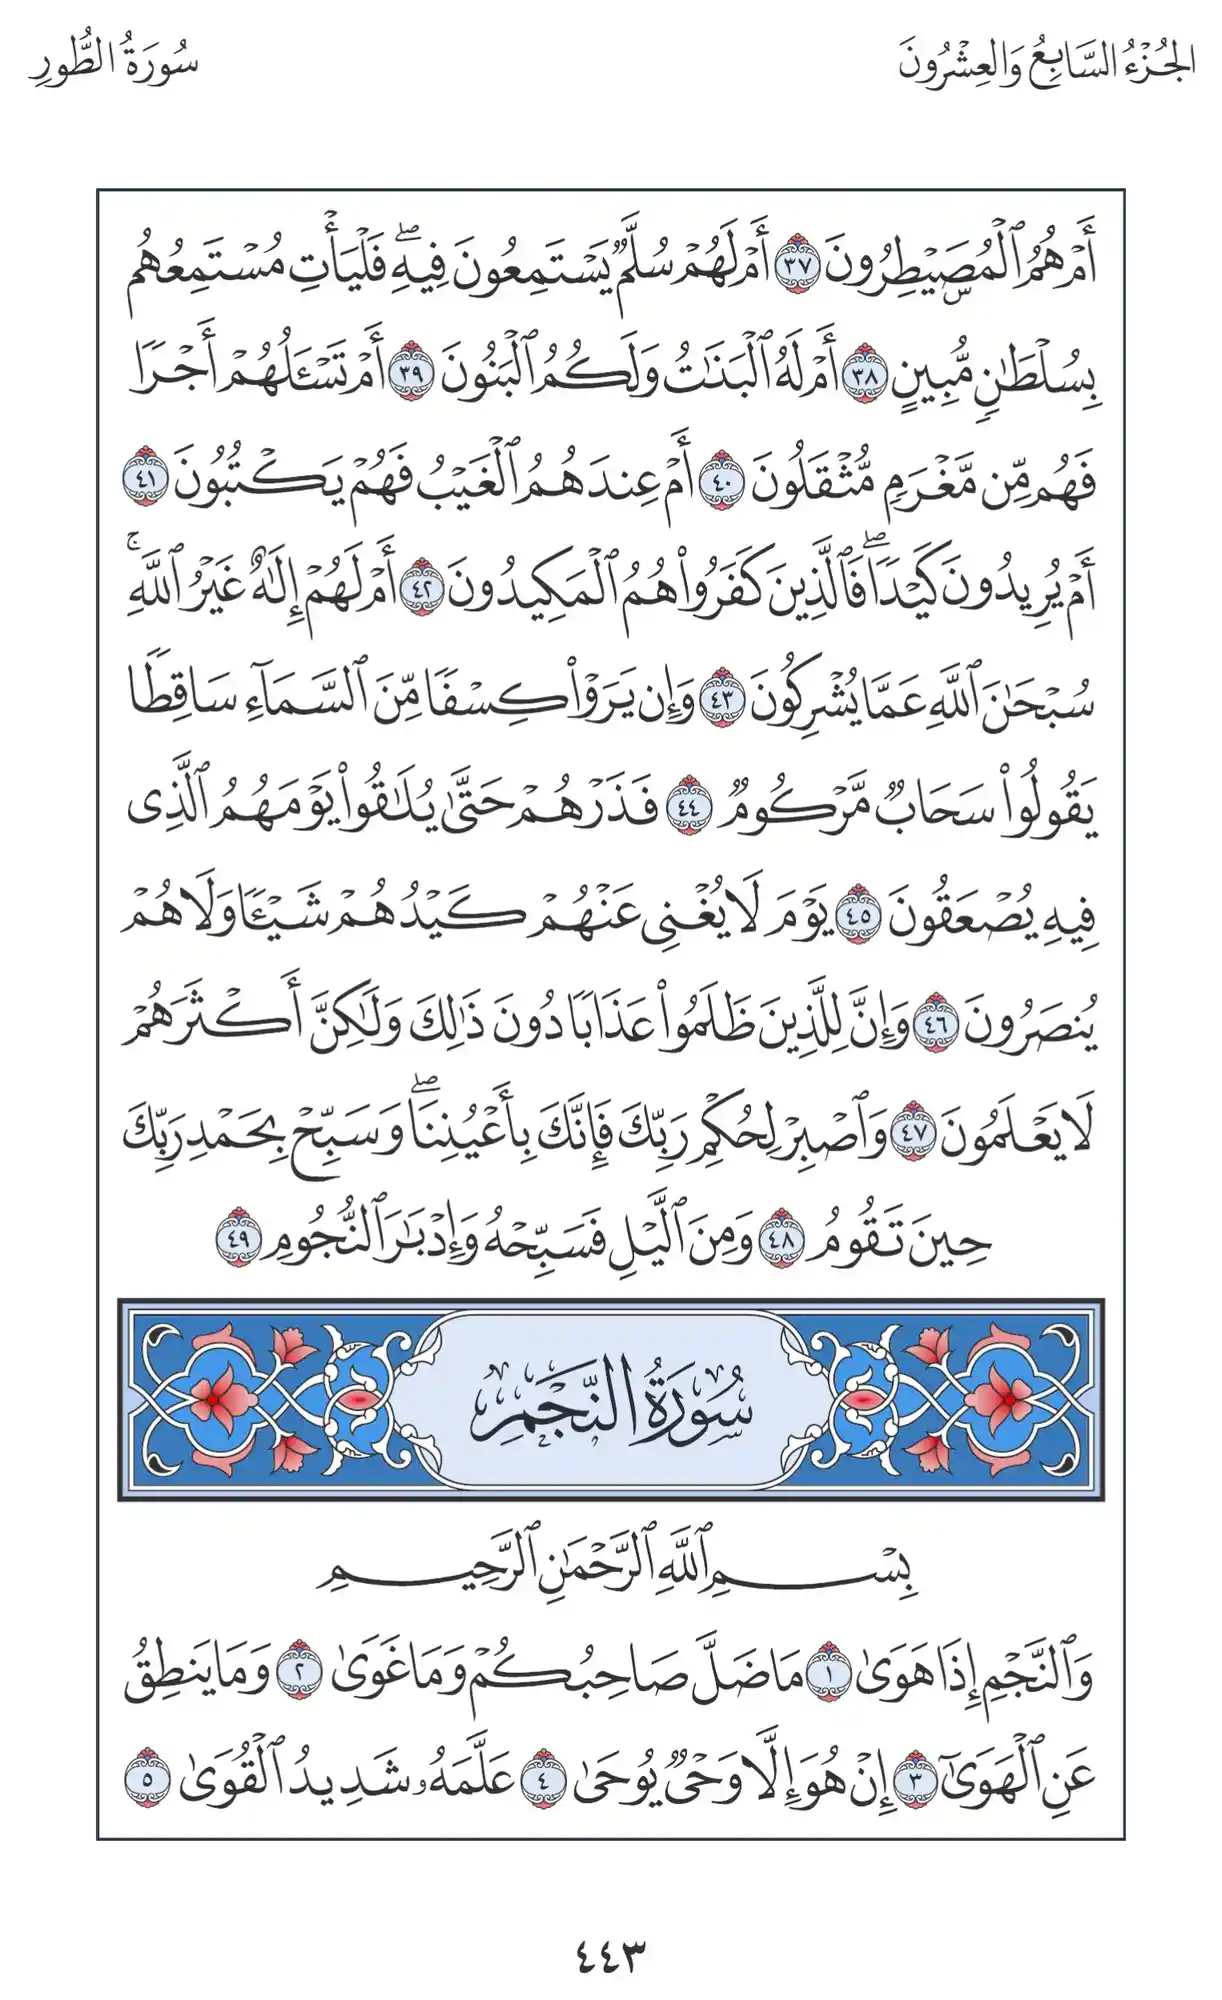 الجُزْءُ السَّابِعُ وَالعِشْرُونَ
سُورَةُ الطُّورِ
أَمْ هُمُ ٱلْمُصَۣيْطِرُونَ ٣٧ أَمْ لَهُمْ سُلَّمٌ يَسْتَمِعُونَ فِيهِۖ فَلْيَأْتِ مُسْتَمِعُهُم
بِسُلْطَٰنٖ مُّبِينٍ ٣٨ أَمْ لَهُ ٱلْبَنَٰتُ وَلَكُمُ ٱلْبَنُونَ ٣٩ أَمْ تَسْـَٔلُهُمْ أَجْرٗا
فَهُم مِّن مَّغْرَمٖ مُّثْقَلُونَ ٤٠ أَمْ عِندَهُمُ ٱلْغَيْبُ فَهُمْ يَكْتُبُونَ ٤١
أَمْ يُرِيدُونَ كَيْدٗاۖ فَٱلَّذِينَ كَفَرُوا۟ هُمُ ٱلْمَكِيدُونَ ٤٢ أَمْ لَهُمْ إِلَٰهٌ غَيْرُ ٱللَّهِۚ
سُبْحَٰنَ ٱللَّهِ عَمَّا يُشْرِكُونَ ٤٣ وَإِن يَرَوْا۟ كِسْفٗا مِّنَ ٱلسَّمَآءِ سَاقِطٗا
يَقُولُوا۟ سَحَابٞ مَّرْكُومٞ ٤٤ فَذَرْهُمْ حَتَّىٰ يُلَٰقُوا۟ يَوْمَهُمُ ٱلَّذِى
فِيهِ يُصْعَقُونَ ٤٥ يَوْمَ لَا يُغْنِى عَنْهُمْ كَيْدُهُمْ شَيْـٔٗا وَلَا هُمْ
يُنصَرُونَ ٤٦ وَإِنَّ لِلَّذِينَ ظَلَمُوا۟ عَذَابٗا دُونَ ذَٰلِكَ وَلَٰكِنَّ أَكْثَرَهُمْ
لَا يَعْلَمُونَ ٤٧ وَٱصْبِرْ لِحُكْمِ رَبِّكَ فَإِنَّكَ بِأَعْيُنِنَاۖ وَسَبِّحْ بِحَمْدِ رَبِّكَ
حِينَ تَقُومُ ٤٨ وَمِنَ ٱلَّيْلِ فَسَبِّحْهُ وَإِدْبَٰرَ ٱلنُّجُومِ ٤٩
سُورَةُ النَّجْمِ
بِسْمِ ٱللَّهِ ٱلرَّحْمَٰنِ ٱلرَّحِيمِ
وَٱلنَّجْمِ إِذَا هَوَىٰ ١ مَا ضَلَّ صَاحِبُكُمْ وَمَا غَوَىٰ ٢ وَمَا يَنطِقُ
عَنِ ٱلْهَوَىٰٓ ٣ إِنْ هُوَ إِلَّا وَحْىٞ يُوحَىٰ ٤ عَلَّمَهُۥ شَدِيدُ ٱلْقُوَىٰ ٥
٤٤٣